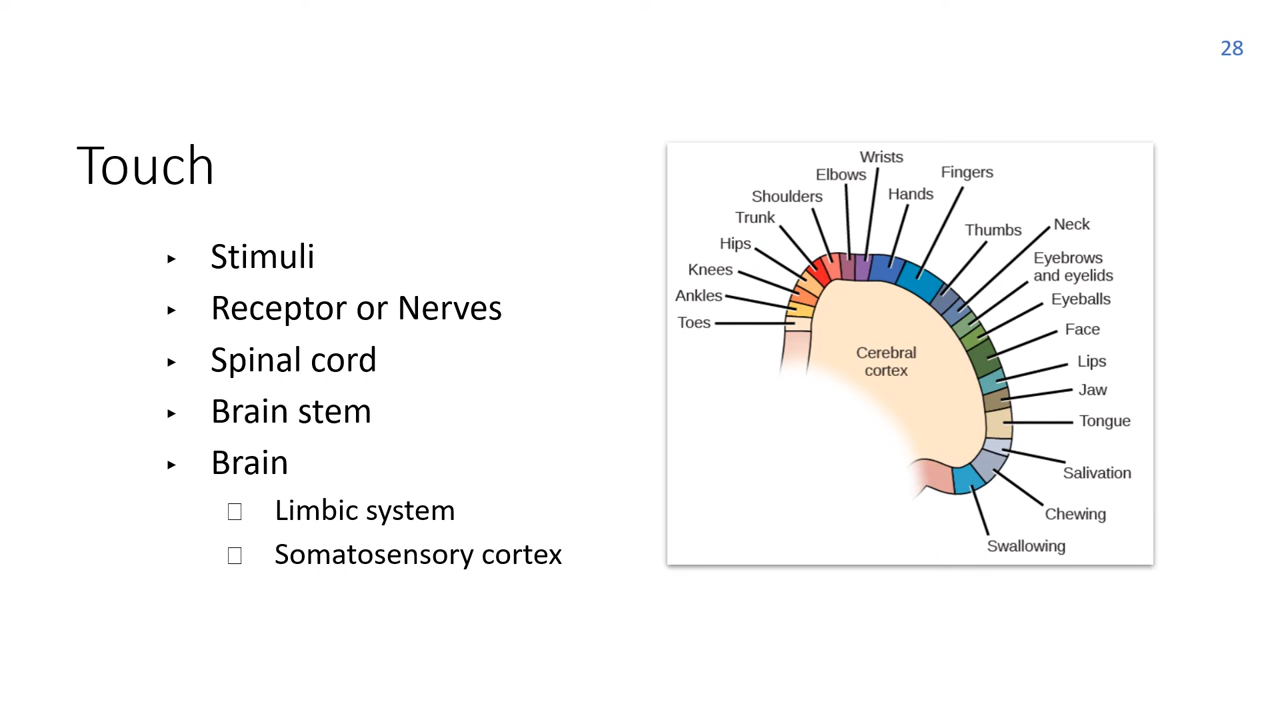 28
Touch
▸ Stimuli
▸ Receptor or Nerves
▸ Spinal cord
▸ Brain stem
▸ Brain
□ Limbic system
□ Somatosensory cortex
Toes
Ankles
Knees
Hips
Trunk
Shoulders
Elbows
Wrists
Hands
Fingers
Thumbs
Neck
Eyebrows
and eyelids
Eyeballs
Face
Lips
Jaw
Tongue
Salivation
Chewing
Swallowing
Cerebral
cortex